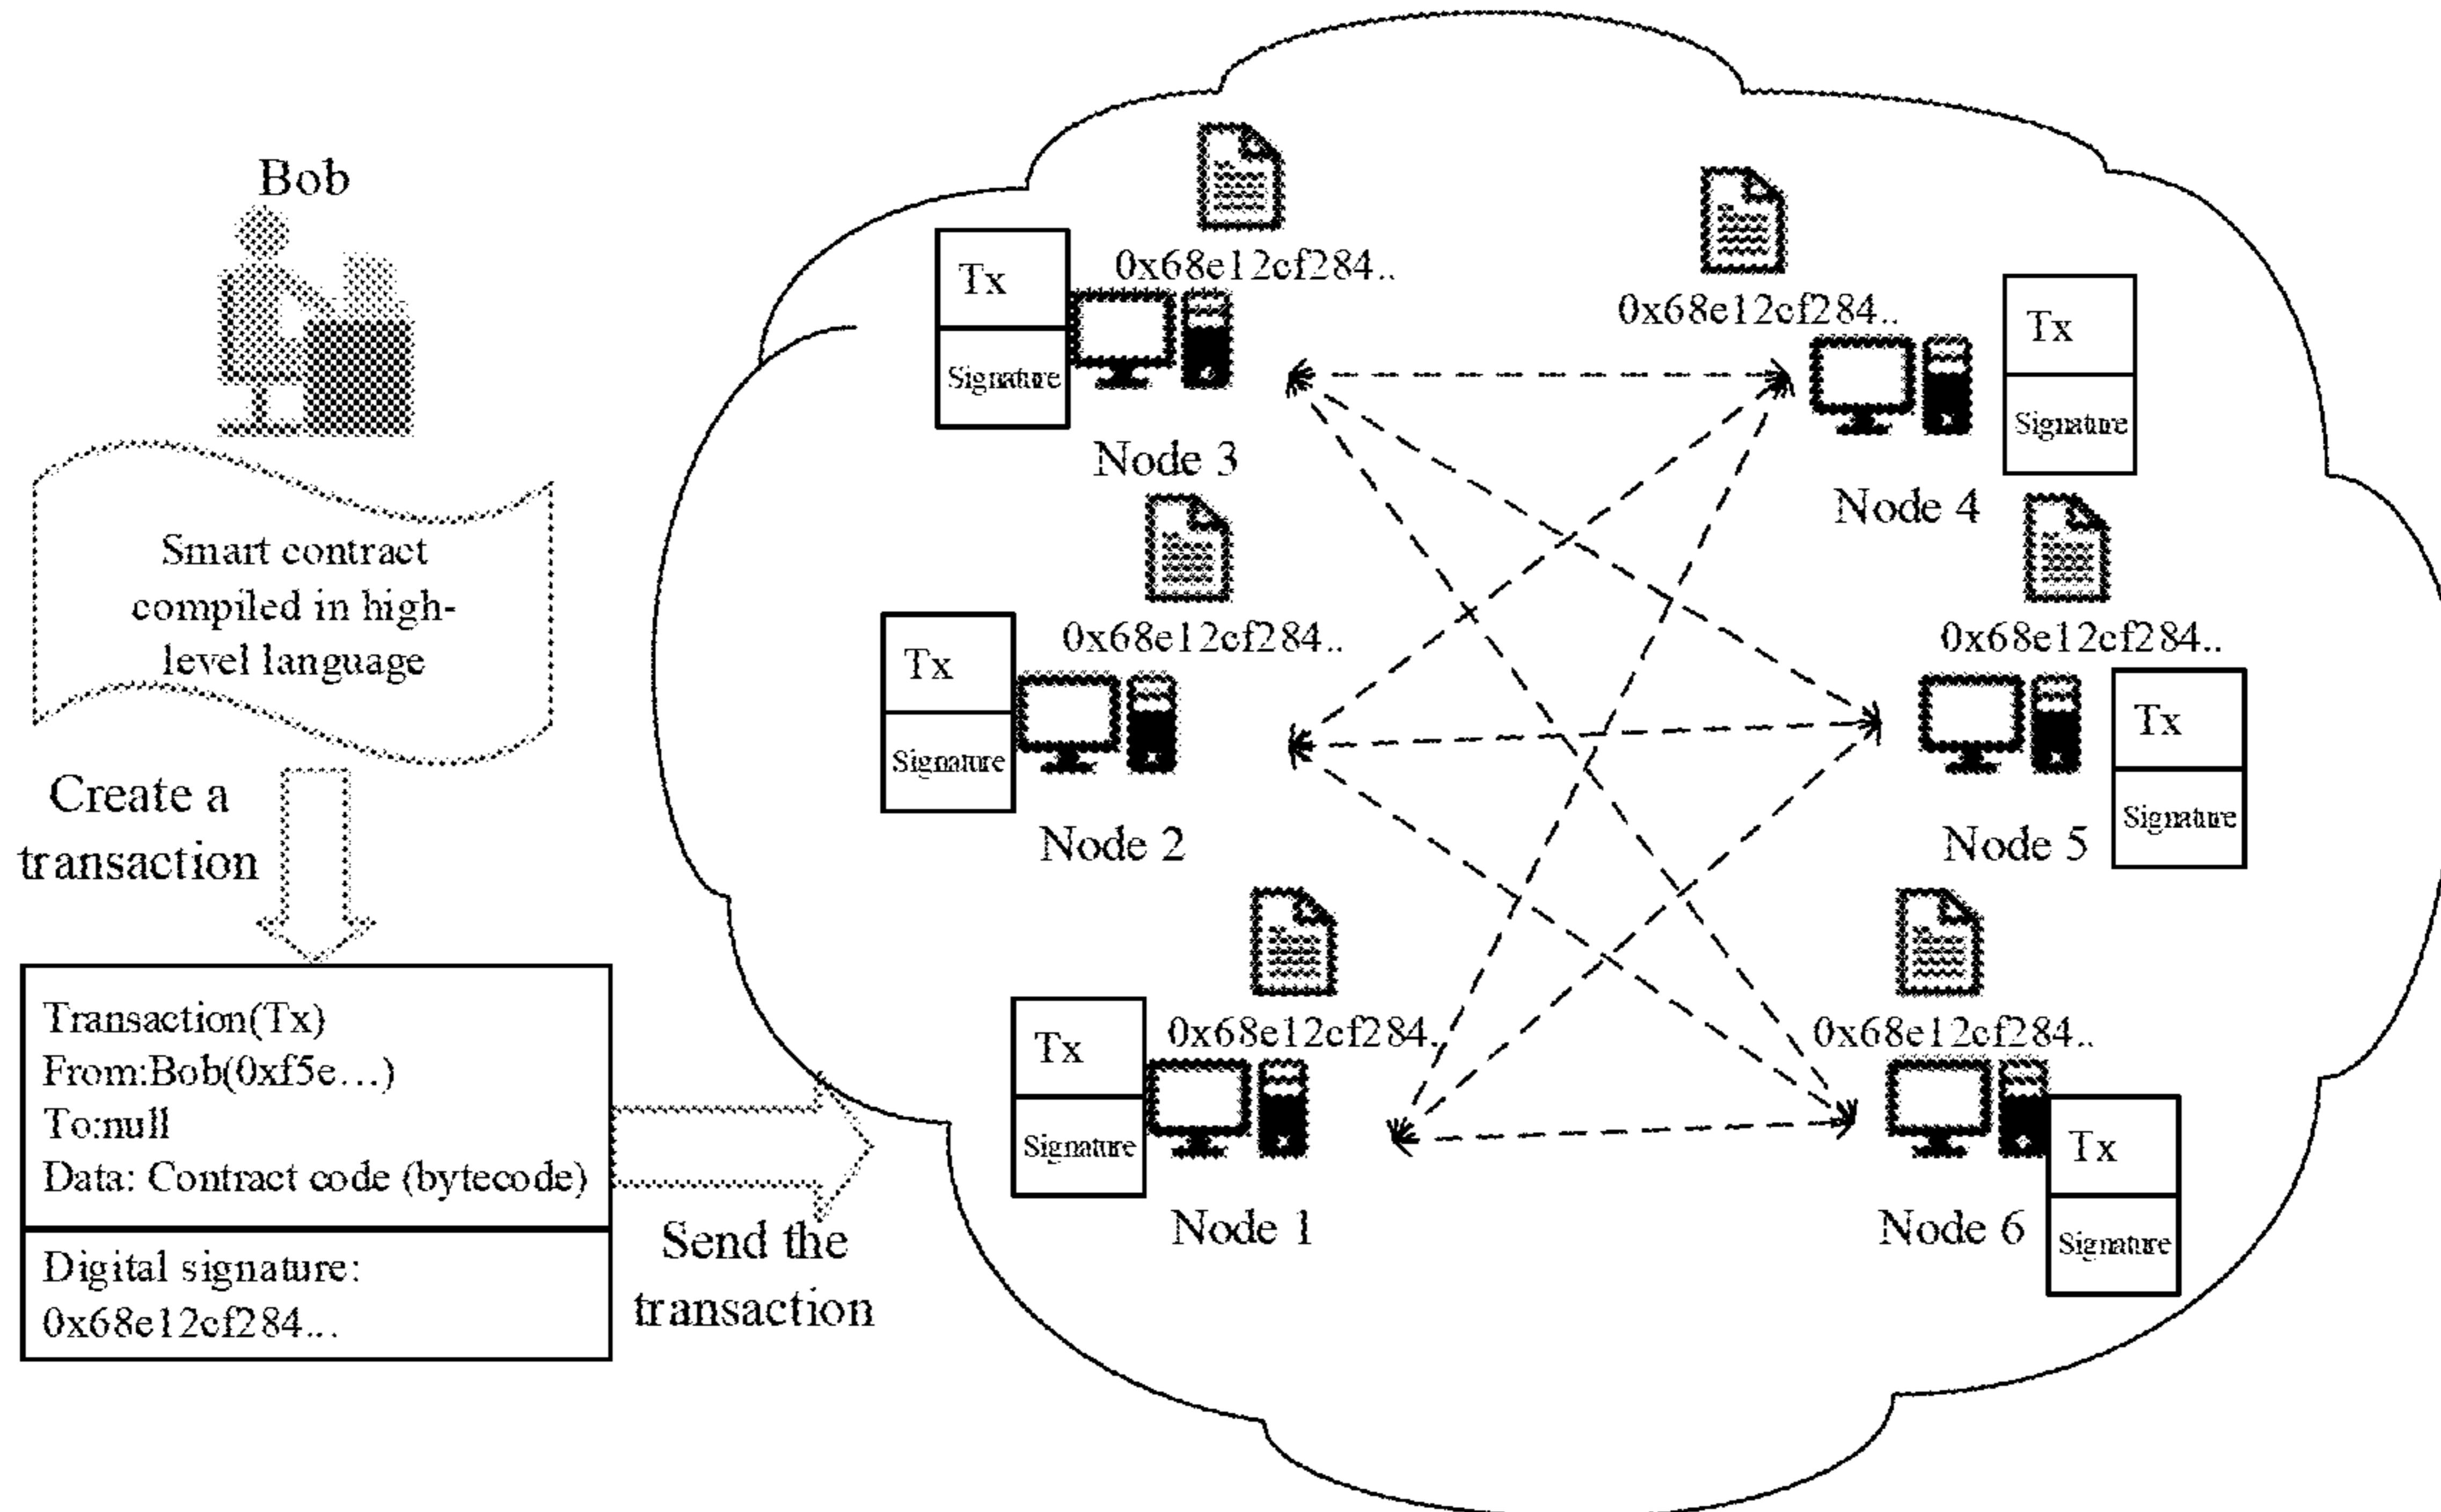 Bob
Smart contract
compiled in high-
level language
Create a
transaction
Transaction(Tx)
From:Bob(0xf5e...)
To:null
Data: Contract code (bytecode)
Digital signature:
0x68e12cf284...
Send the
transaction
0x68e12cf284..
Tx
Signature
Node 3
0x68e12cf284..
Tx
Signature
Node 4
0x68e12cf284..
Tx
Signature
Node 2
0x68e12cf284..
Tx
Signature
Node 5
0x68e12cf284..
Tx
Signature
Node 1
0x68e12cf284..
Tx
Signature
Node 6